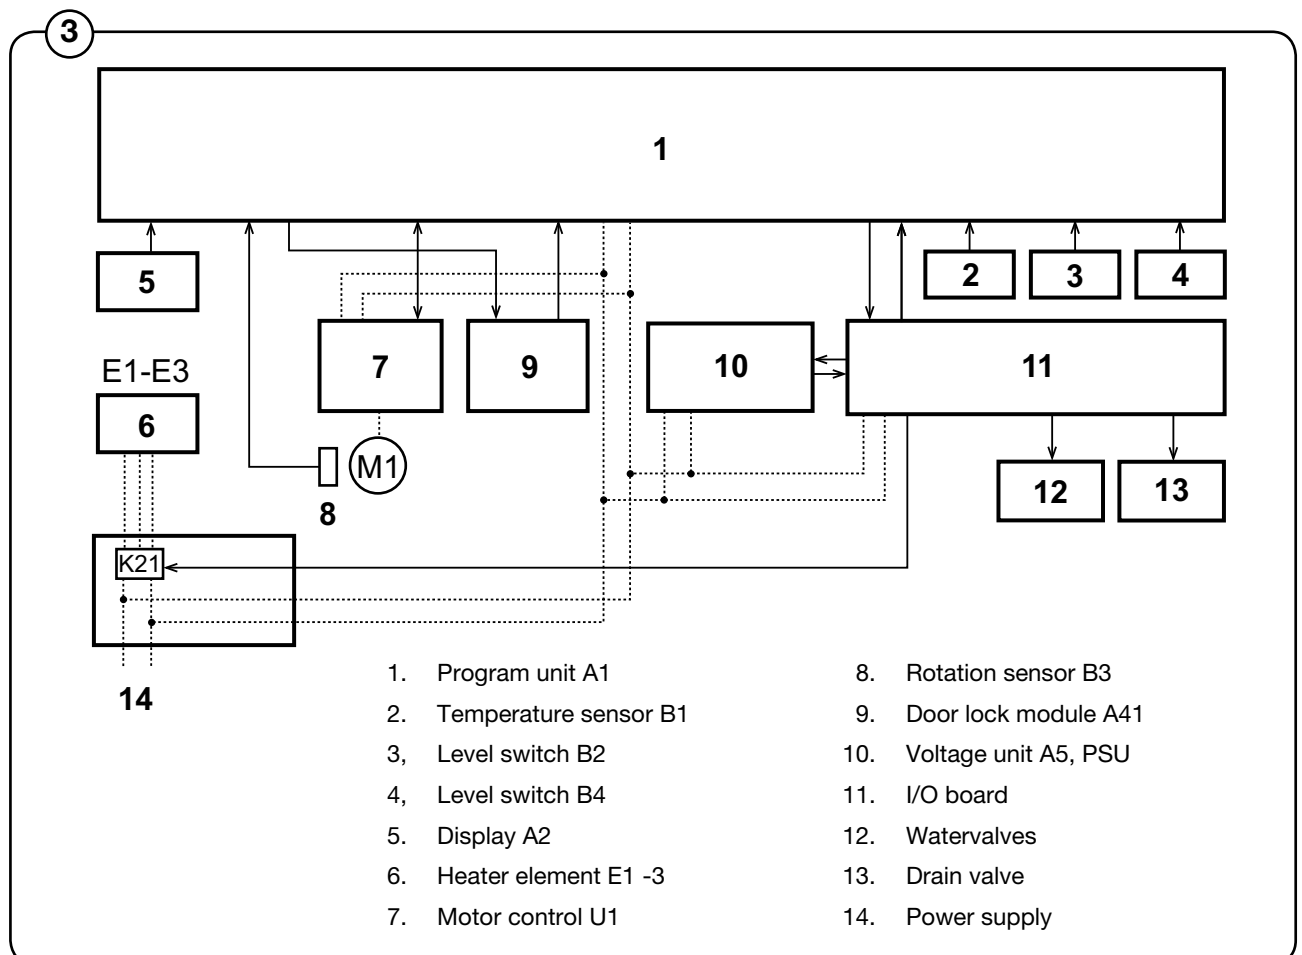 3
1
5
2
3
4
7
9
10
11
E1-E3
6
M1
8
12
13
K21
14
1. Program unit A1
2. Temperature sensor B1
3, Level switch B2
4, Level switch B4
5. Display A2
6. Heater element E1 -3
7. Motor control U1
8. Rotation sensor B3
9. Door lock module A41
10. Voltage unit A5, PSU
11. I/O board
12. Watervalves
13. Drain valve
14. Power supply